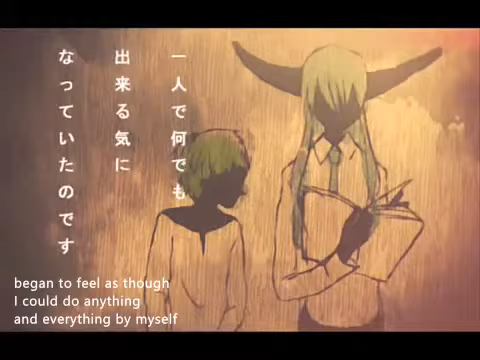 一人で何でも
出来る気に
なっていたのです
began to feel as though
I could do anything
and everything by myself